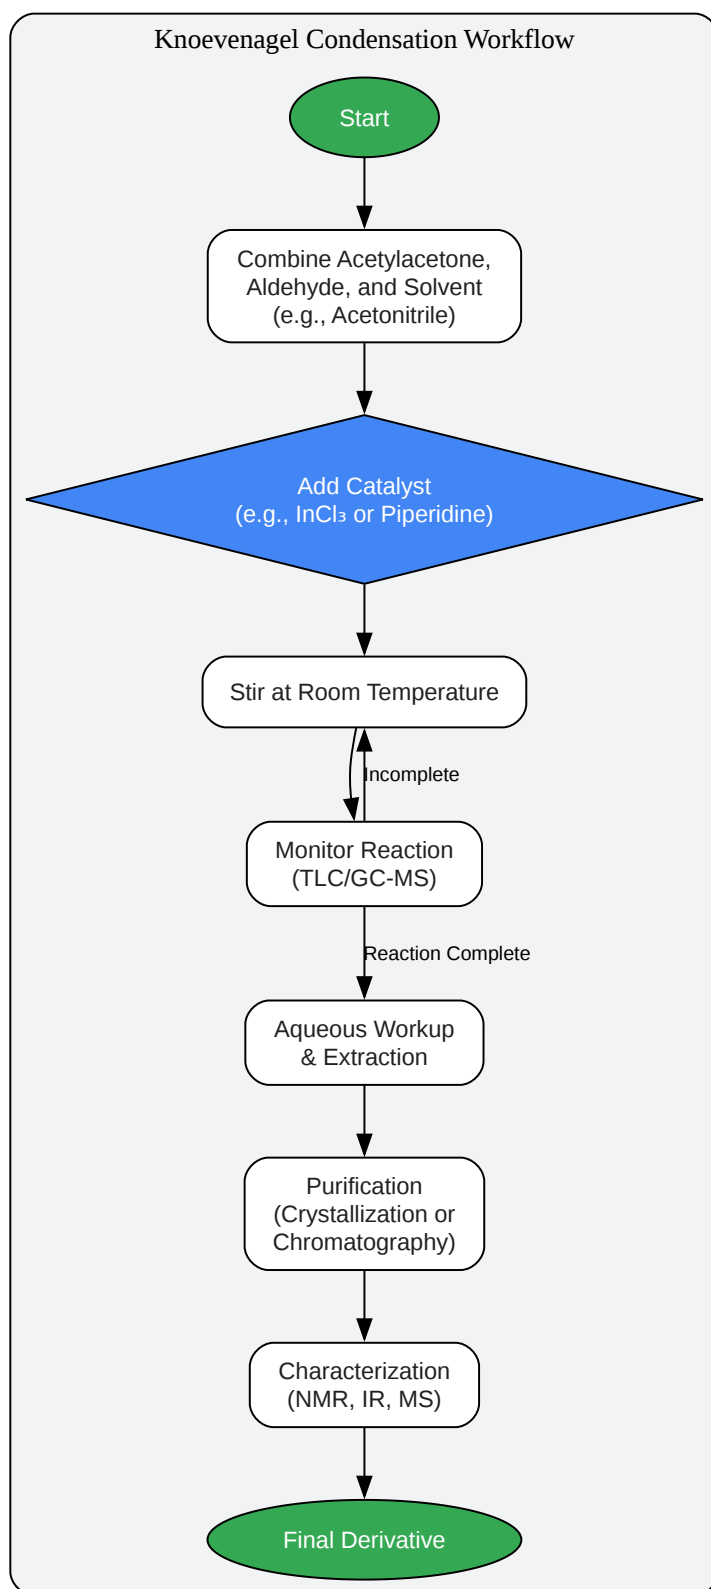 Knoevenagel Condensation Workflow
Start
Combine Acetylacetone,
Aldehyde, and Solvent
(e.g., Acetonitrile)
Add Catalyst
(e.g., InCl₃ or Piperidine)
Stir at Room Temperature
Incomplete
Monitor Reaction
(TLC/GC-MS)
Reaction Complete
Aqueous Workup
& Extraction
Purification
(Crystallization or
Chromatography)
Characterization
(NMR, IR, MS)
Final Derivative